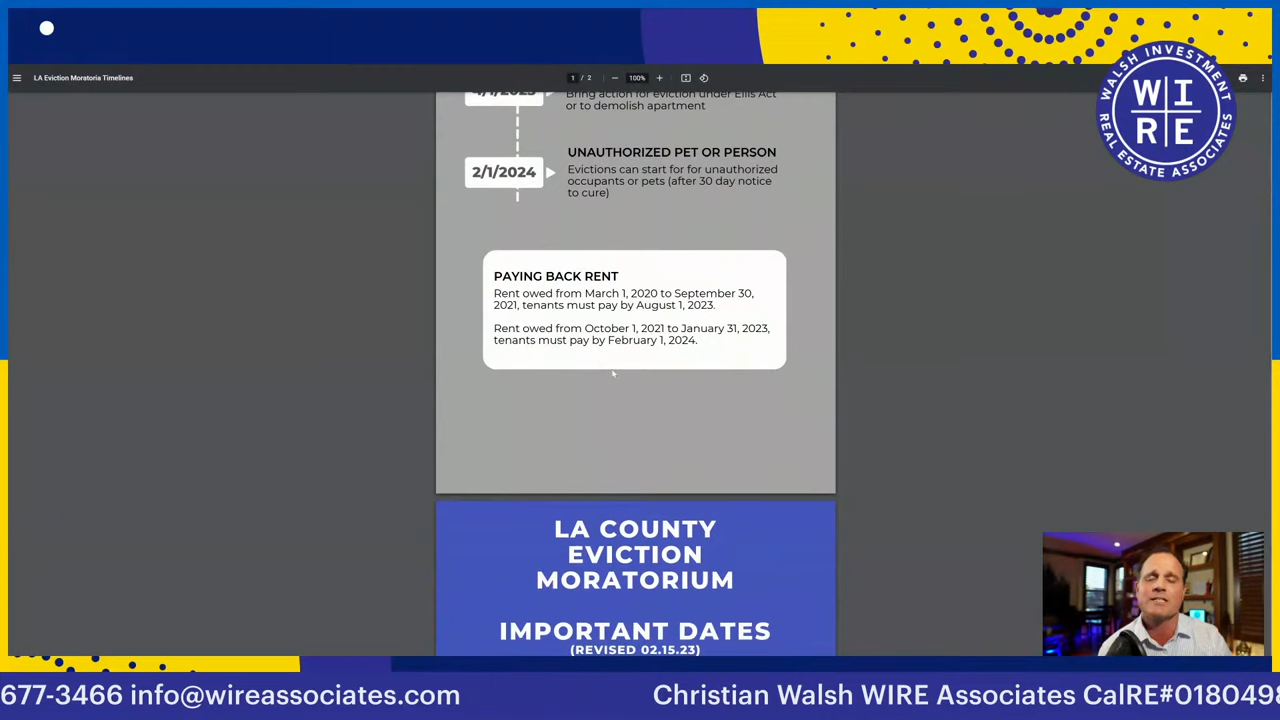 LA Eviction Moratoria Timelines
1 / 2
100%
WALSH INVESTMENT
REAL ESTATE ASSOCIATES
WI
RE
4/1/2023
Bring action for eviction under Ellis Act
or to demolish apartment
UNAUTHORIZED PET OR PERSON
2/1/2024
Evictions can start for for unauthorized
occupants or pets (after 30 day notice
to cure)
PAYING BACK RENT
Rent owed from March 1, 2020 to September 30,
2021, tenants must pay by August 1, 2023.
Rent owed from October 1, 2021 to January 31, 2023,
tenants must pay by February 1, 2024.
LA COUNTY
EVICTION
MORATORIUM
IMPORTANT DATES
(REVISED 02.15.23)
677-3466 info@wireassociates.com
Christian Walsh WIRE Associates CalRE#0180498